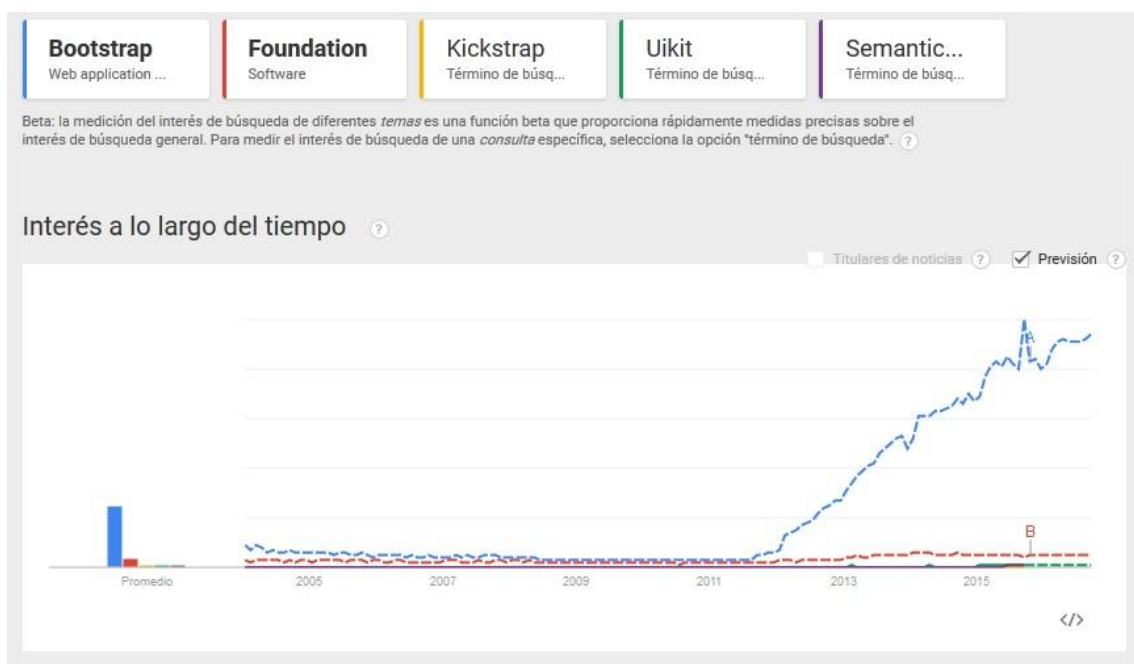 Bootstrap
Web application ...
Foundation
Software
Kickstrap
Término de búsq...
Uikit
Término de búsq...
Semantic...
Término de búsq...
Beta: la medición del interés de búsqueda de diferentes temas es una función beta que proporciona rápidamente medidas precisas sobre el
interés de búsqueda general. Para medir el interés de búsqueda de una consulta específica, selecciona la opción "término de búsqueda". ?
Interés a lo largo del tiempo ?
Titulares de noticias ? Previsión ?
A
B
Promedio 2005 2007 2009 2011 2013 2015
</>